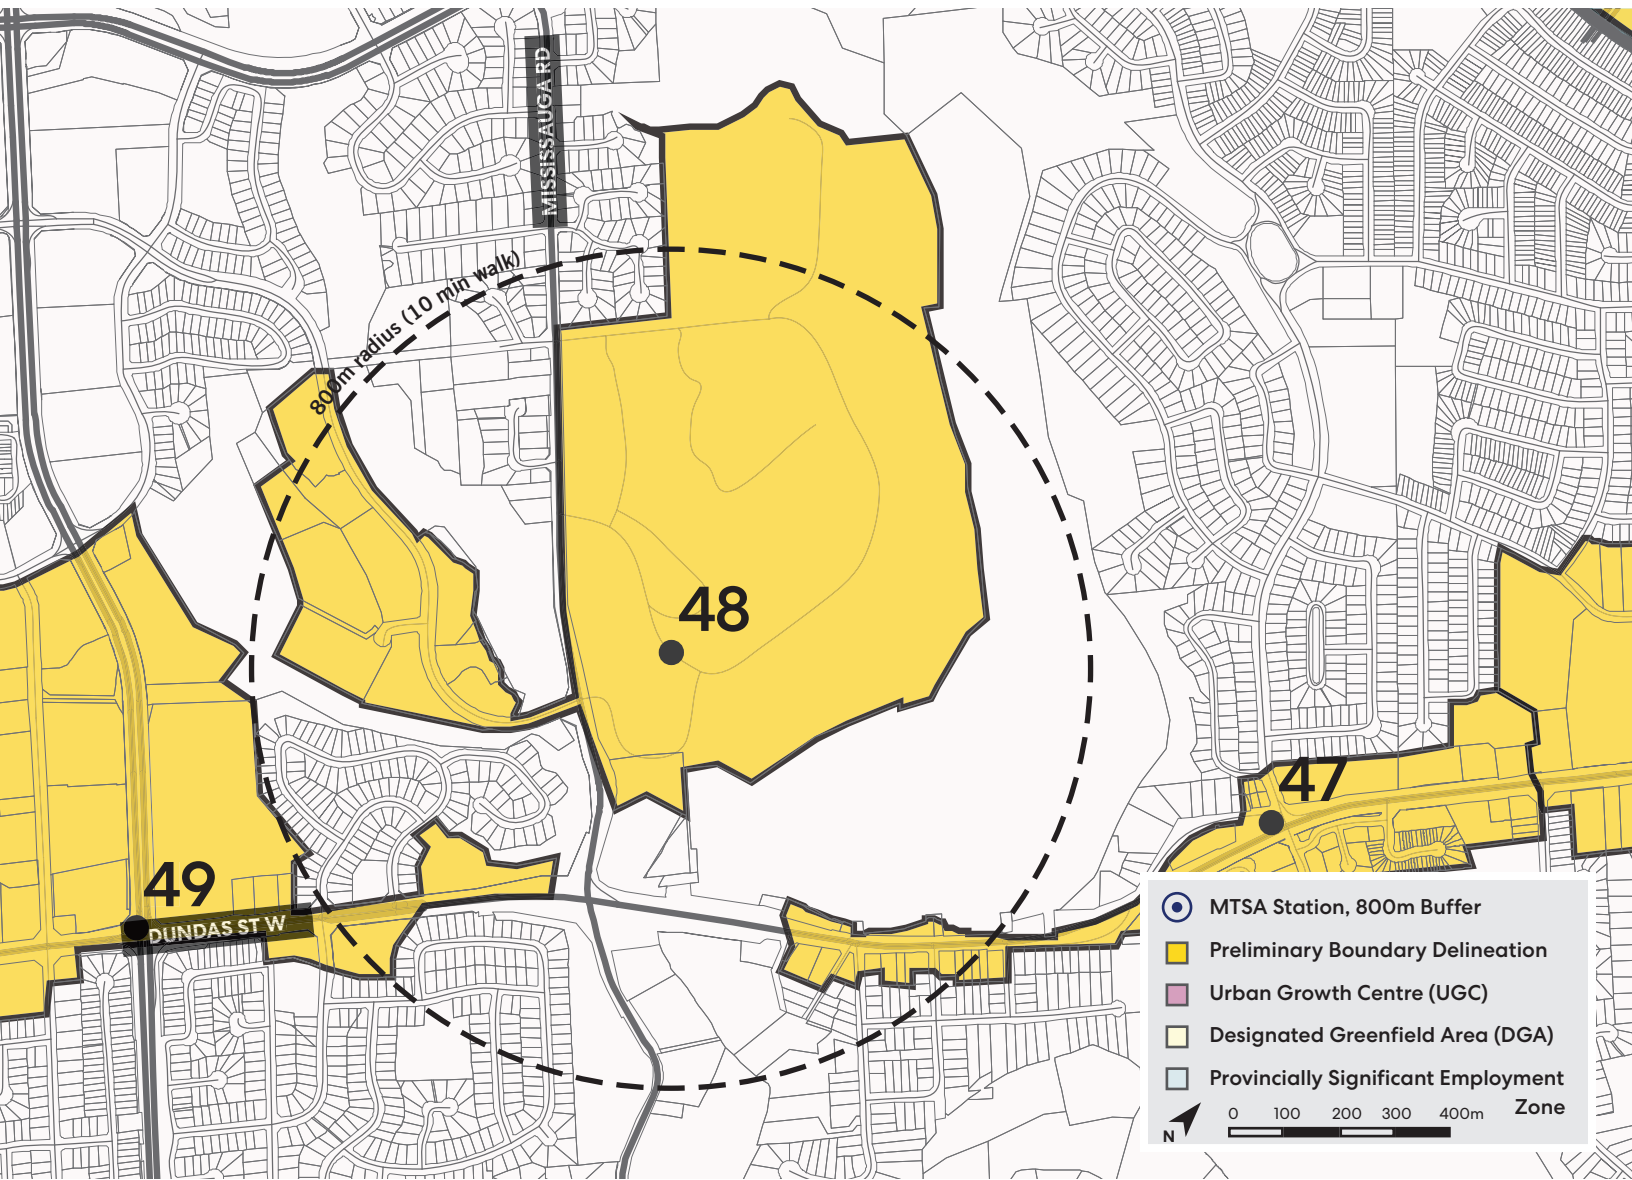 MISSISSAUGA RD
800m radius (10 min walk)
48
47
49
DUNDAS ST W
MTSA Station, 800m Buffer
Preliminary Boundary Delineation
Urban Growth Centre (UGC)
Designated Greenfield Area (DGA)
Provincially Significant Employment
Zone
0 100 200 300 400m
N